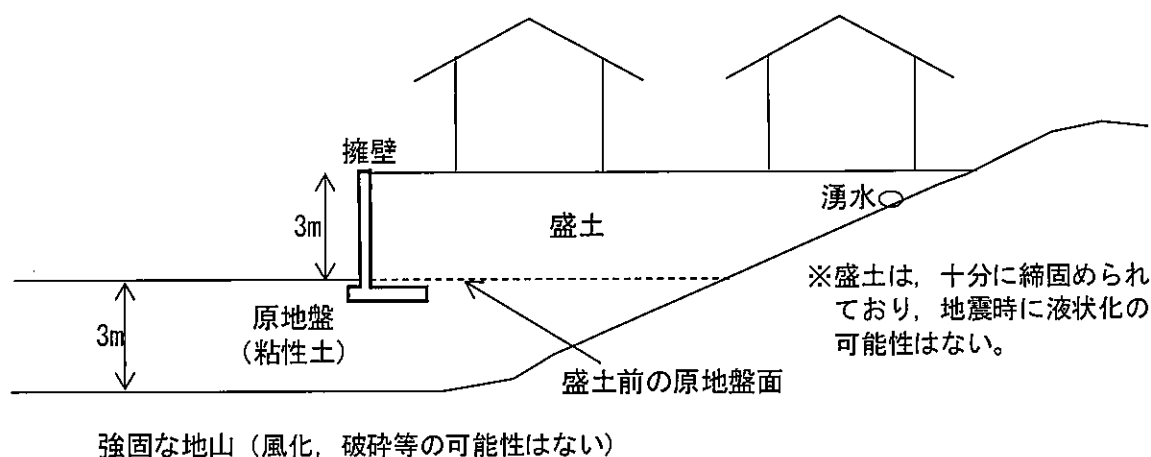 擁壁
3m
盛土
湧水
※盛土は，十分に締固められ
ており，地震時に液状化の
可能性はない。
原地盤
（粘性土）
3m
盛土前の原地盤面
強固な地山（風化，破砕等の可能性はない）